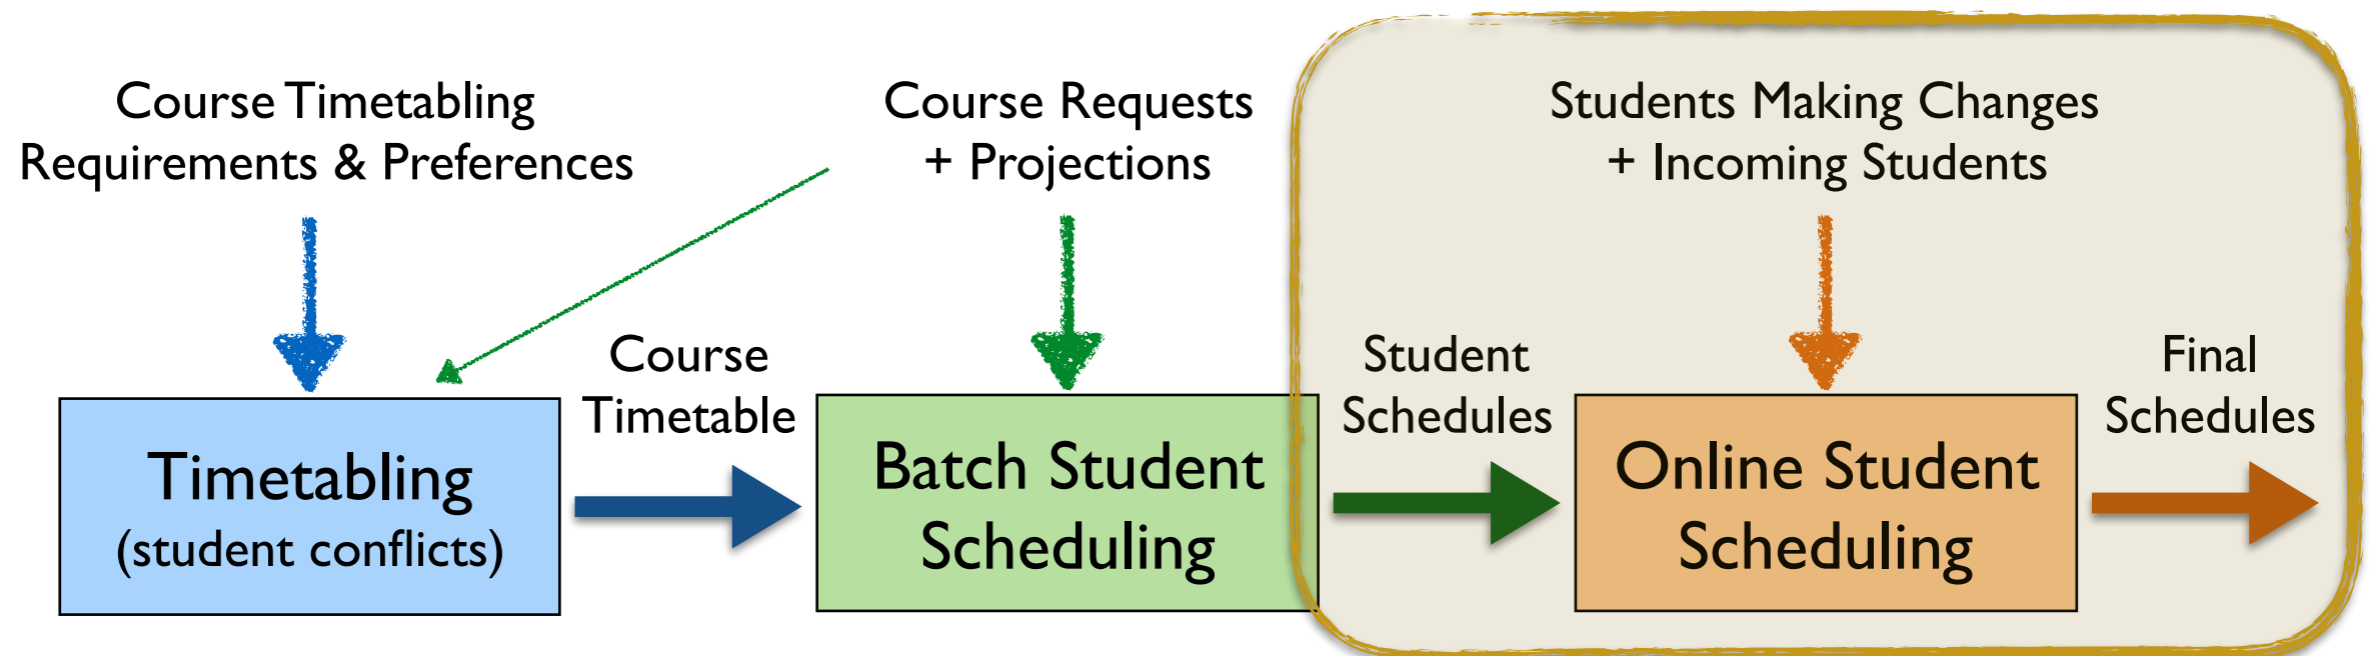 Course Timetabling
Requirements & Preferences
Course Requests
+ Projections
Students Making Changes
+ Incoming Students
Timetabling
(student conflicts)
Course
Timetable
Batch Student
Scheduling
Student
Schedules
Online Student
Scheduling
Final
Schedules